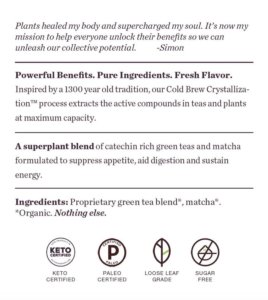 Plants healed my body and supercharged my soul. It's now my
mission to help everyone unlock their benefits so we can
unleash our collective potential. -Simon
Powerful Benefits. Pure Ingredients. Fresh Flavor.
Inspired by a 1300 year old tradition, our Cold Brew Crystalliza-
tion™ process extracts the active compounds in teas and plants
at maximum capacity.
A superplant blend of catechin rich green teas and matcha
formulated to suppress appetite, aid digestion and sustain
energy.
Ingredients: Proprietary green tea blend*, matcha*.
*Organic. Nothing else.
KETO
CERTIFIED
P
KETO
CERTIFIED
PALEO
CERTIFIED
LOOSE LEAF
GRADE
SUGAR
FREE